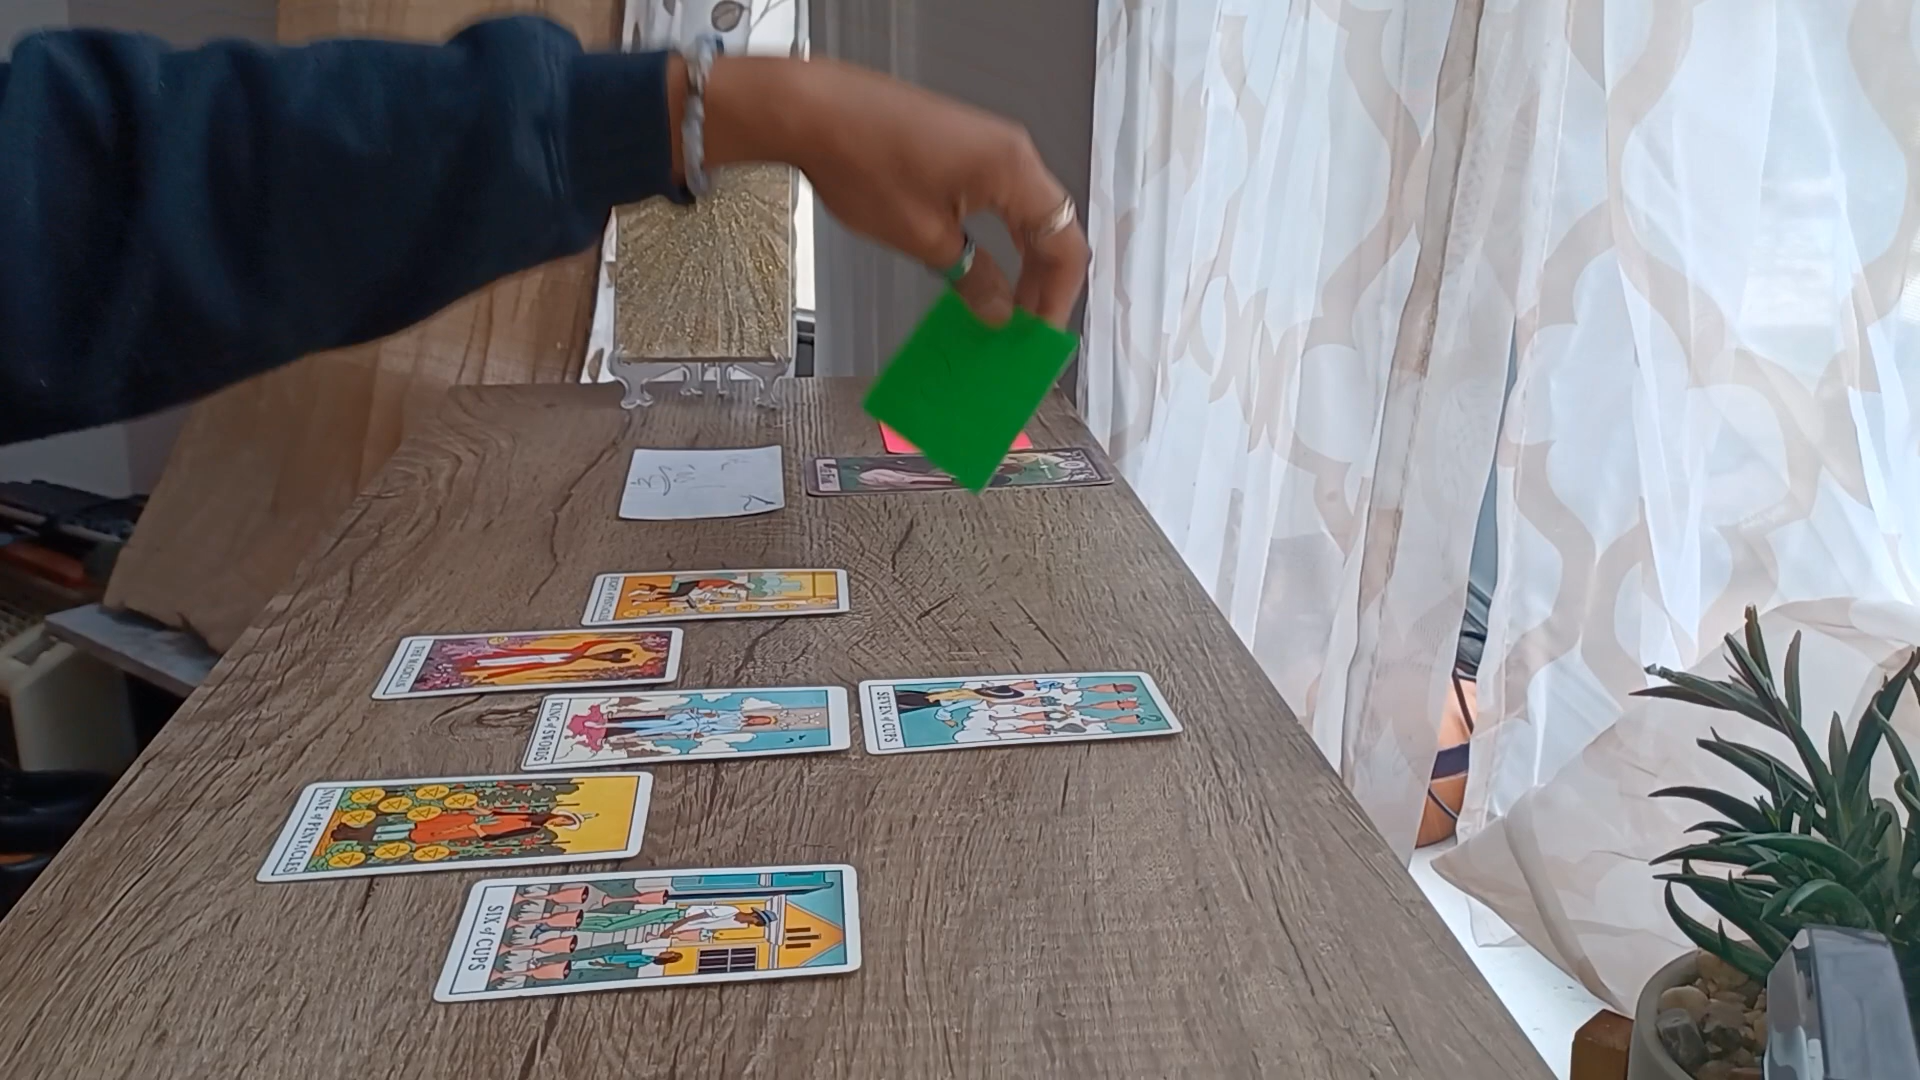 EIGHT of PENTACLES
THE MAGICIAN
KING of SWORDS
SEVEN of CUPS
NINE of PENTACLES
SIX of CUPS